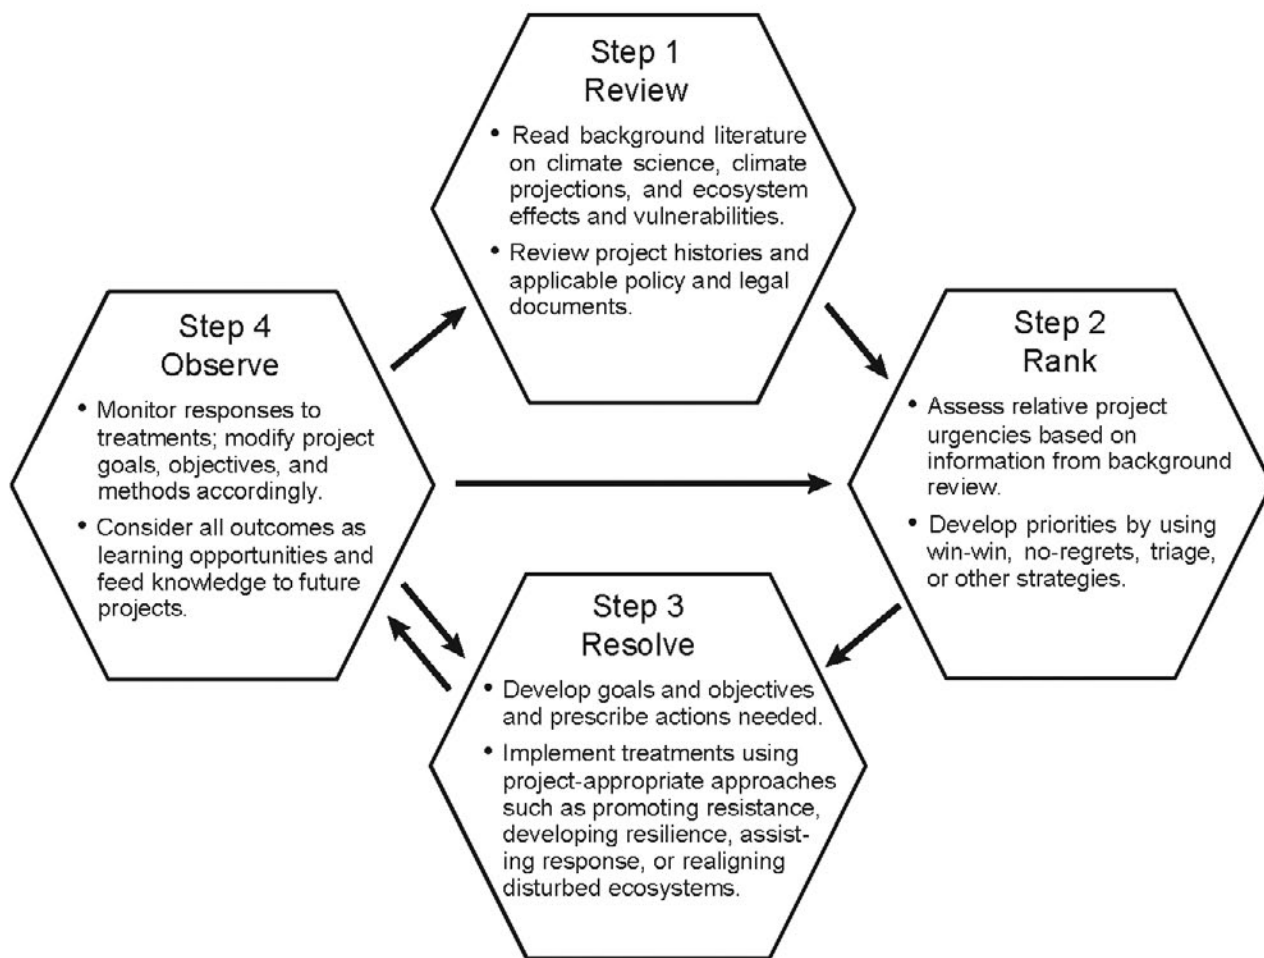 Step 1
Review
• Read background literature
on climate science, climate
projections, and ecosystem
effects and vulnerabilities.
• Review project histories and
applicable policy and legal
documents.
Step 2
Rank
• Assess relative project
urgencies based on
information from background
review.
• Develop priorities by using
win-win, no-regrets, triage,
or other strategies.
Step 3
Resolve
• Develop goals and objectives
and prescribe actions needed.
• Implement treatments using
project-appropriate approaches
such as promoting resistance,
developing resilience, assist-
ing response, or realigning
disturbed ecosystems.
Step 4
Observe
• Monitor responses to
treatments; modify project
goals, objectives, and
methods accordingly.
• Consider all outcomes as
learning opportunities and
feed knowledge to future
projects.